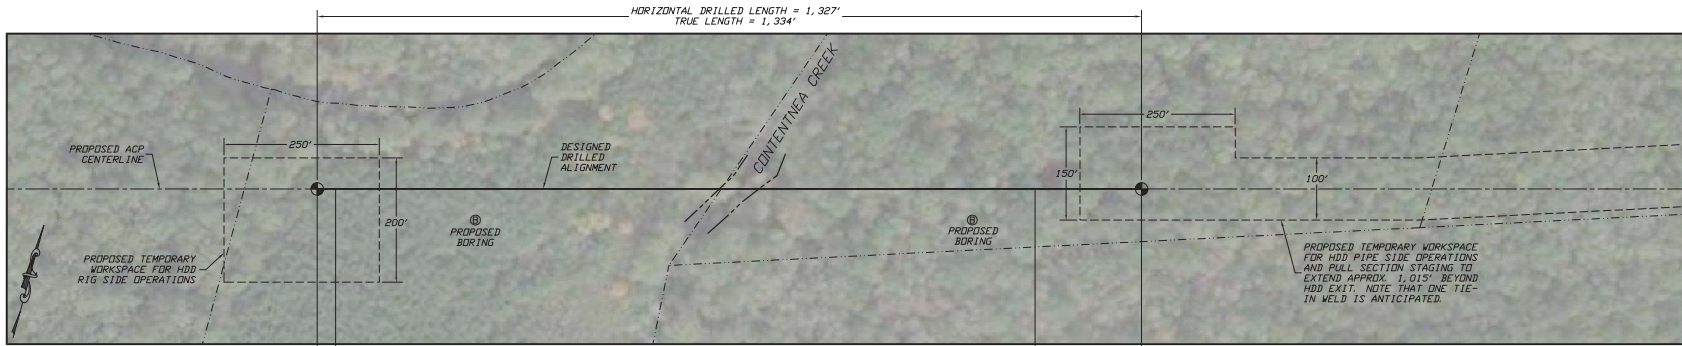 HORIZONTAL DRILLED LENGTH = 1,327'
TRUE LENGTH = 1,334'
PROPOSED ACP
CENTERLINE
250'
DESIGNED
DRILLED
ALIGNMENT
CONTENTNEA CREEK
250'
150'
100'
200'
B
PROPOSED
BORING
B
PROPOSED
BORING
PROPOSED TEMPORARY
WORKSPACE FOR HDD
RIG SIDE OPERATIONS
PROPOSED TEMPORARY WORKSPACE
FOR HDD PIPE SIDE OPERATIONS
AND PULL SECTION STAGING TO
EXTEND APPROX. 1,015' BEYOND
HDD EXIT. NOTE THAT ONE TIE-
IN WELD IS ANTICIPATED.